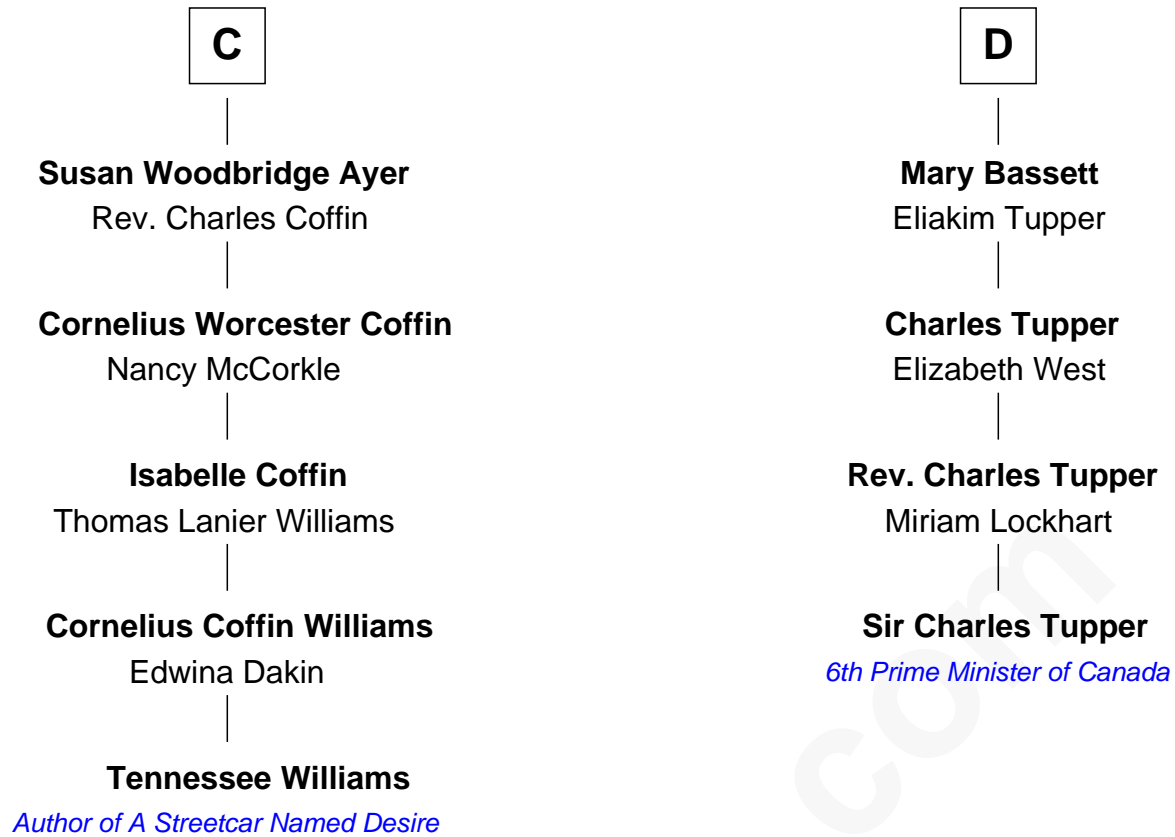 C
Susan Woodbridge Ayer
Rev. Charles Coffin
Cornelius Worcester Coffin
Nancy McCorkle
Isabelle Coffin
Thomas Lanier Williams
Cornelius Coffin Williams
Edwina Dakin
Tennessee Williams
Author of A Streetcar Named Desire
D
Mary Bassett
Eliakim Tupper
Charles Tupper
Elizabeth West
Rev. Charles Tupper
Miriam Lockhart
Sir Charles Tupper
6th Prime Minister of Canada
com